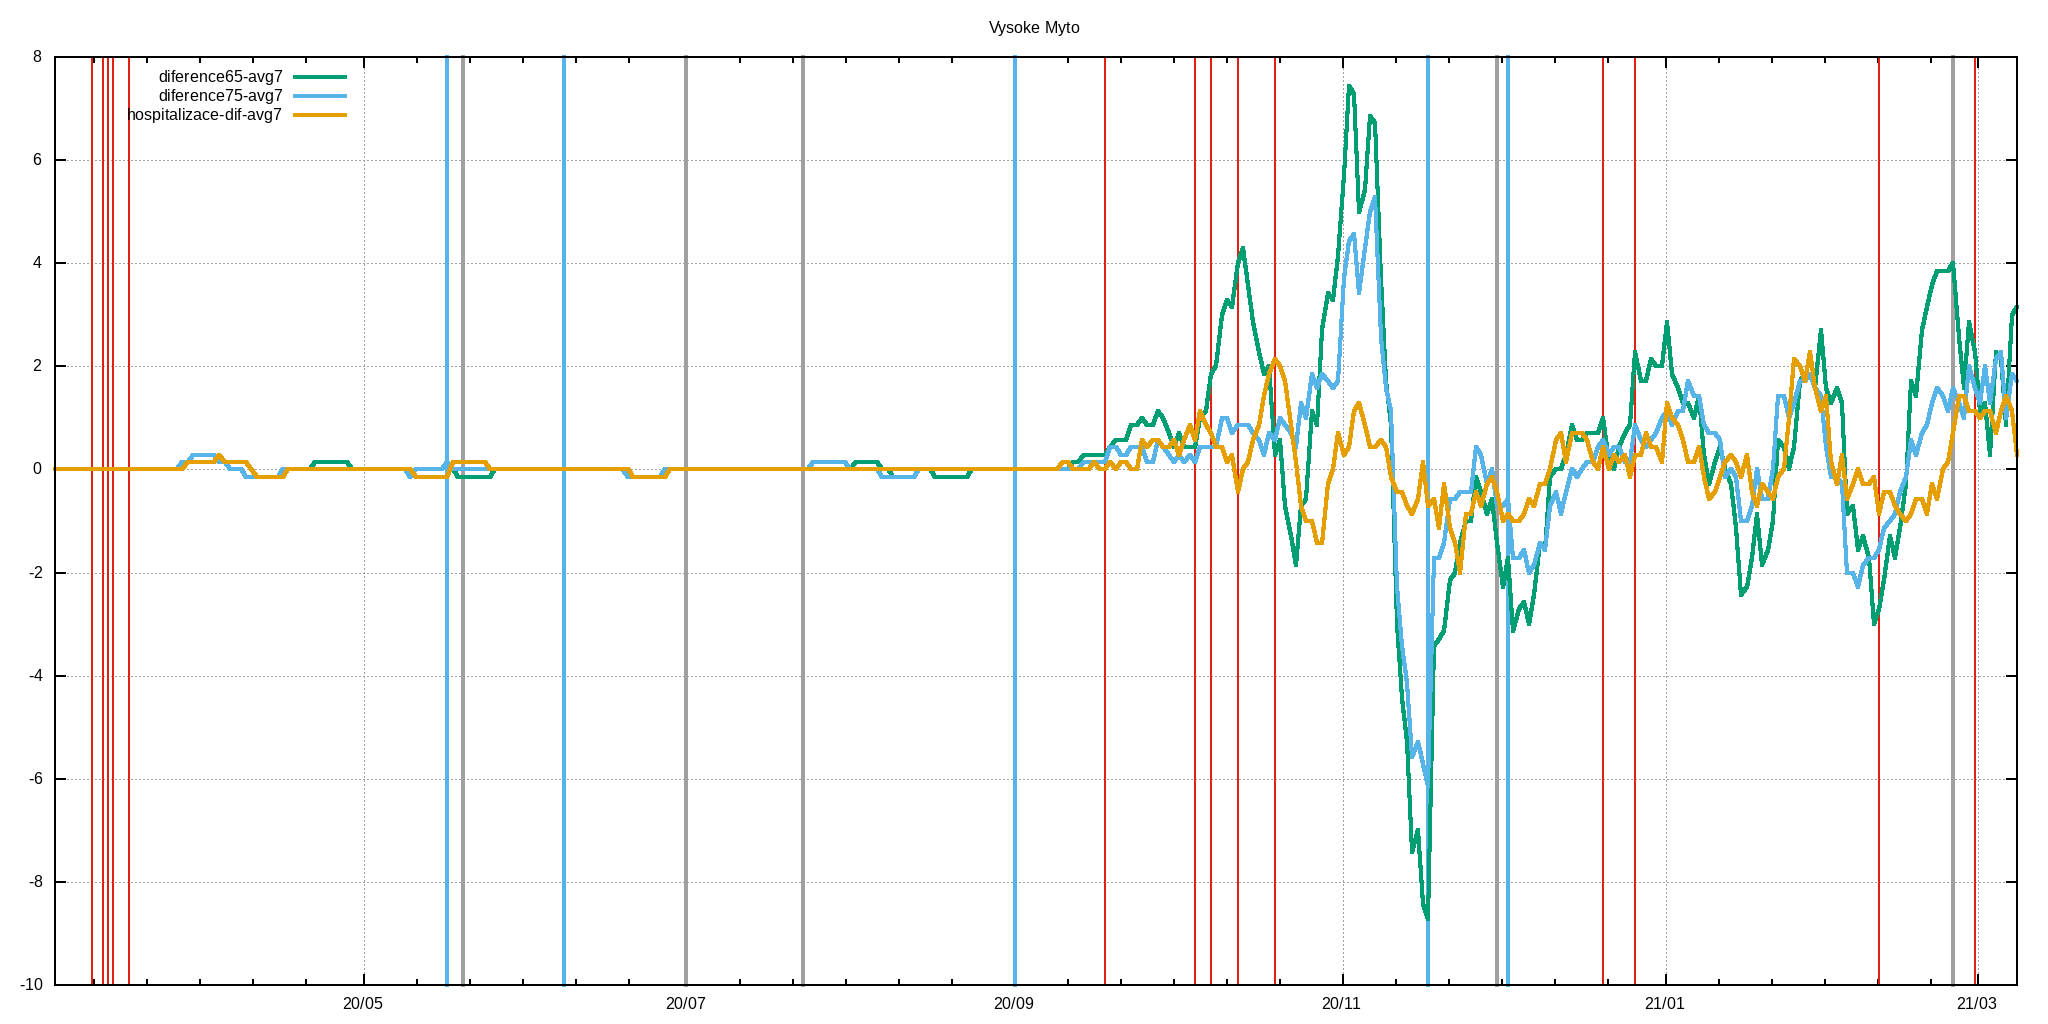 Vysoke Myto
diference65-avg7
diference75-avg7
hospitalizace-dif-avg7
8
6
4
2
0
-2
-4
-6
-8
-10
20/05 20/07 20/09 20/11 21/01 21/03